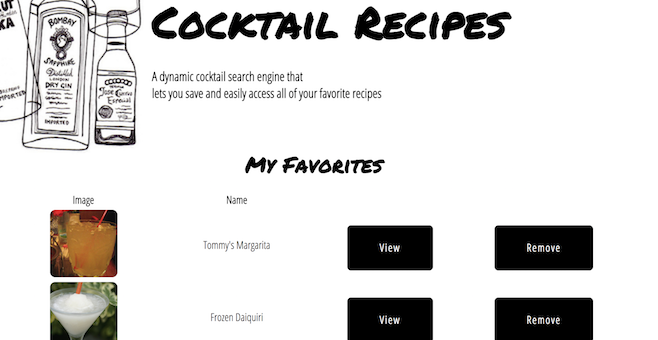 Cocktail Recipes
A dynamic cocktail search engine that
lets you save and easily access all of your favorite recipes
BOMBAY
SAPPHIRE
Distilled
LONDON
DRY GIN
IMPORTED
Jose Cuervo
Especial
IMPORTED
My Favorites
Image Name
Tommy's Margarita View Remove
Frozen Daiquiri View Remove